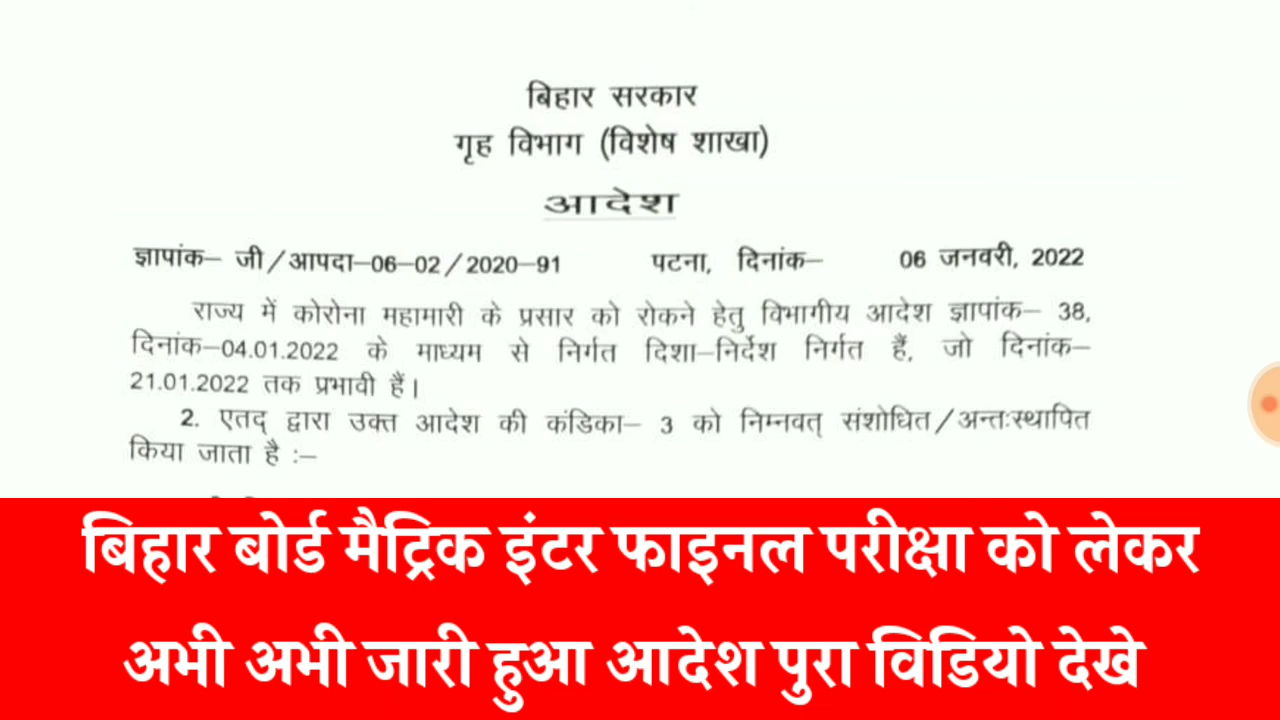 बिहार सरकार
गृह विभाग (विशेष शाखा)
आदेश
ज्ञापांक– जी/आपदा–06–02/2020–91 पटना, दिनांक– 06 जनवरी, 2022
राज्य में कोरोना महामारी के प्रसार को रोकने हेतु विभागीय आदेश ज्ञापांक– 38,
दिनांक–04.01.2022 के माध्यम से निर्गत दिशा–निर्देश निर्गत हैं, जो दिनांक–
21.01.2022 तक प्रभावी हैं।
2. एतद् द्वारा उक्त आदेश की कंडिका– 3 को निम्नवत् संशोधित/अन्तःस्थापित
किया जाता है :–
बिहार बोर्ड मैट्रिक इंटर फाइनल परीक्षा को लेकर
अभी अभी जारी हुआ आदेश पुरा विडियो देखे